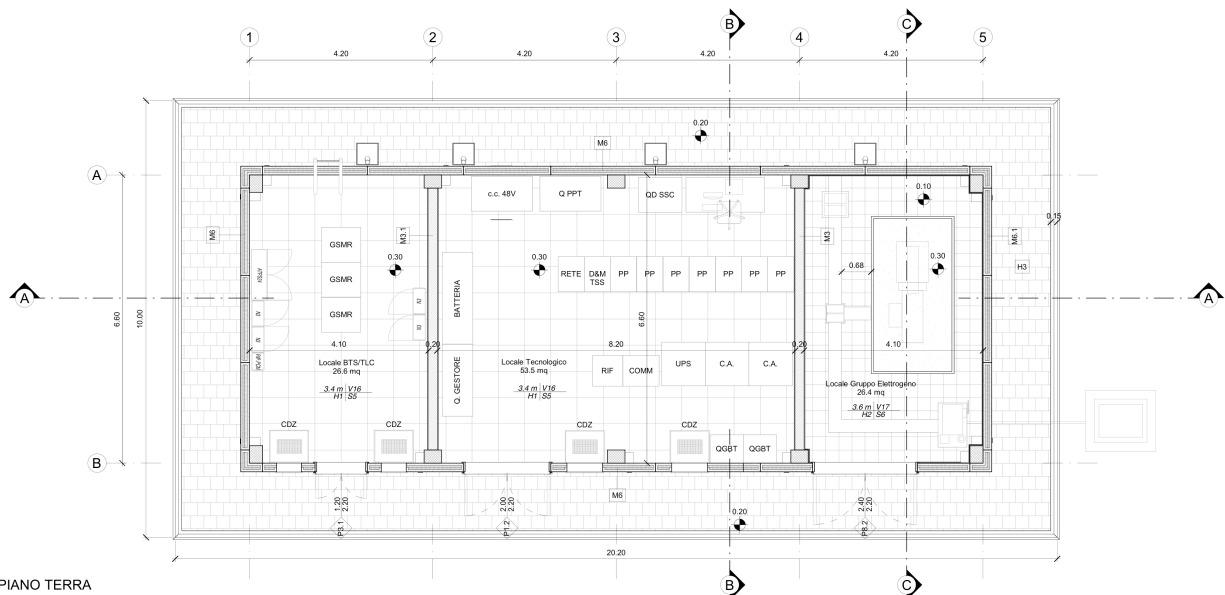 B
C
1
2
3
4
5
4.20
4.20
4.20
4.20
0.20
M6
A
c.c. 48V
Q PPT
QD SSC
0.10
0.15
M6
M3.1
M3
M6.1
GSMR
GSMR
GSMR
0.30
0.30
0.30
H3
RETE
D&M
TSS
PP
PP
PP
PP
PP
PP
PP
0.68
BATTERIA
A
A
6.60
10.00
6.60
4.10
0.20
8.20
0.20
4.10
Locale BTS/TLC
26.6 mq
3.4 m V16
H1 S5
Locale Tecnologico
53.5 mq
3.4 m V16
H1 S5
Q. GESTORE
RIF
COMM
UPS
C.A.
C.A.
Locale Gruppo Elettrogeno
26.4 mq
3.6 m V17
H2 S6
CDZ
CDZ
CDZ
CDZ
QGBT
QGBT
B
M6
1.20
2.20
P3.1
2.00
2.20
P1.2
2.40
2.20
P8.2
0.20
20.20
B
C
PIANO TERRA